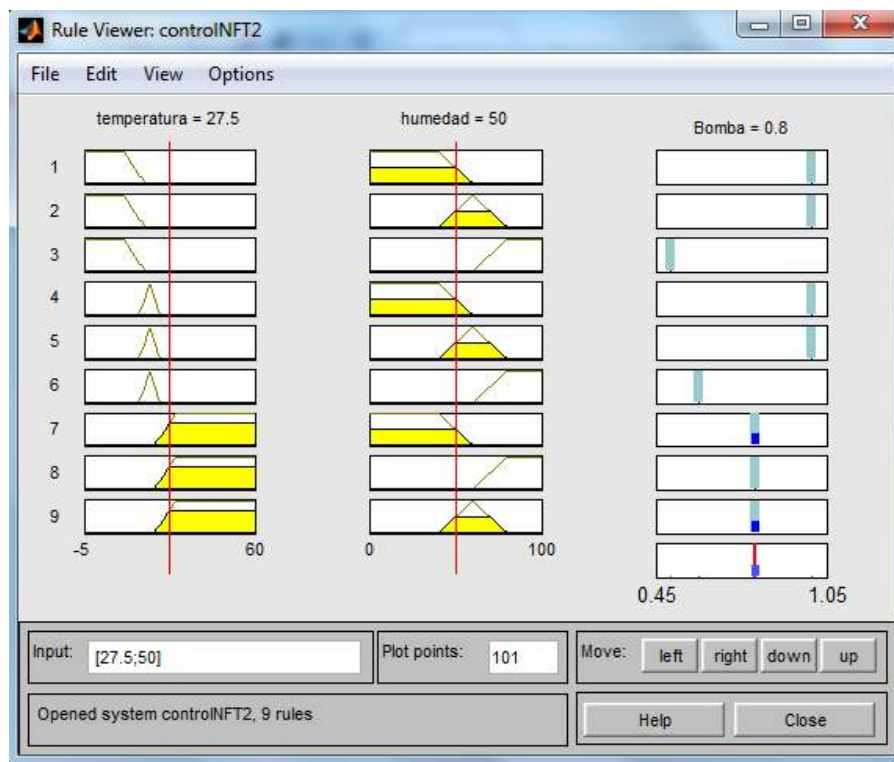 Rule Viewer: controlNFT2
File Edit View Options
temperatura = 27.5 humedad = 50 Bomba = 0.8
1
2
3
4
5
6
7
8
9
-5 60 0 100
0.45 1.05
Input: [27.5;50] Plot points: 101 Move: left right down up
Opened system controlNFT2, 9 rules Help Close